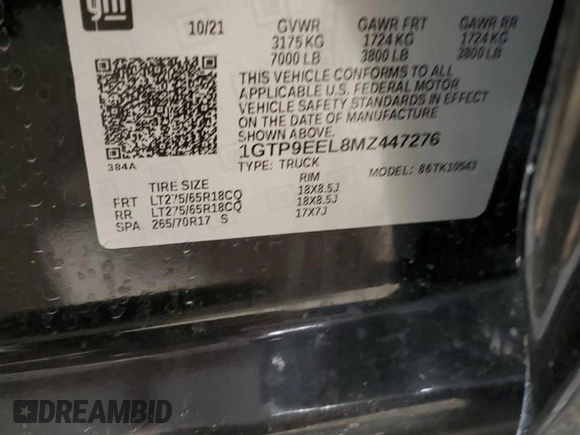 gm
10/21 GVWR GAWR FRT GAWR RR
3175 KG 1724 KG 1724 KG
7000 LB 3800 LB 3800 LB
THIS VEHICLE CONFORMS TO ALL
APPLICABLE U.S. FEDERAL MOTOR
VEHICLE SAFETY STANDARDS IN EFFECT
ON THE DATE OF MANUFACTURE
SHOWN ABOVE.
1GTP9EEL8MZ447276
384A TYPE: TRUCK MODEL: 86TK10543
TIRE SIZE RIM
FRT LT275/65R18CQ 18X8.5J
RR LT275/65R18CQ 18X8.5J
SPA 265/70R17 S 17X7J
DREAMBID